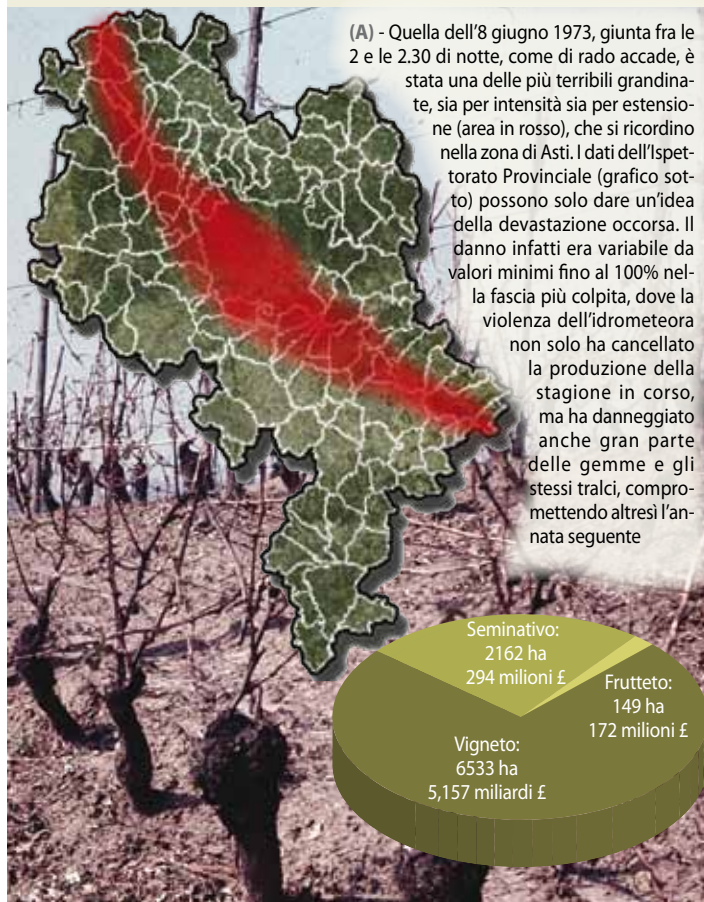 (A) - Quella dell'8 giugno 1973, giunta fra le
2 e le 2.30 di notte, come di rado accade, è
stata una delle più terribili grandina-
te, sia per intensità sia per estensio-
ne (area in rosso), che si ricordino
nella zona di Asti. I dati dell'Ispet-
torato Provinciale (grafico sot-
to) possono solo dare un'idea
della devastazione occorsa. Il
danno infatti era variabile da
valori minimi fino al 100% nel-
la fascia più colpita, dove la
violenza dell'idrometeora
non solo ha cancellato
la produzione della
stagione in corso,
ma ha danneggiato
anche gran parte
delle gemme e gli
stessi tralci, compro-
mettendo altresì l'an-
nata seguente
Seminativo:
2162 ha
294 milioni £
Frutteto:
149 ha
172 milioni £
Vigneto:
6533 ha
5,157 miliardi £